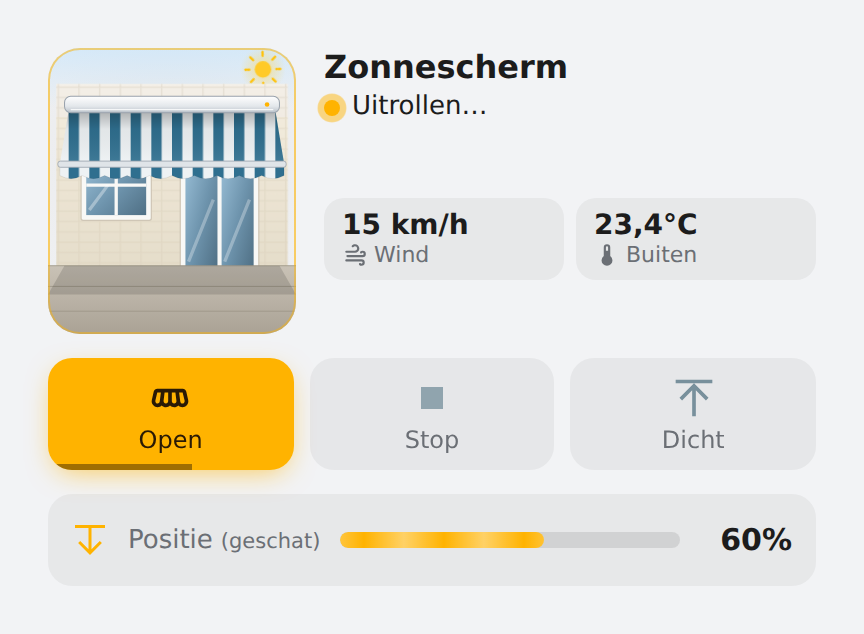 Zonnescherm
Uitrollen…
15 km/h
Wind
23,4°C
Buiten
Open
Stop
Dicht
Positie (geschat)
60%